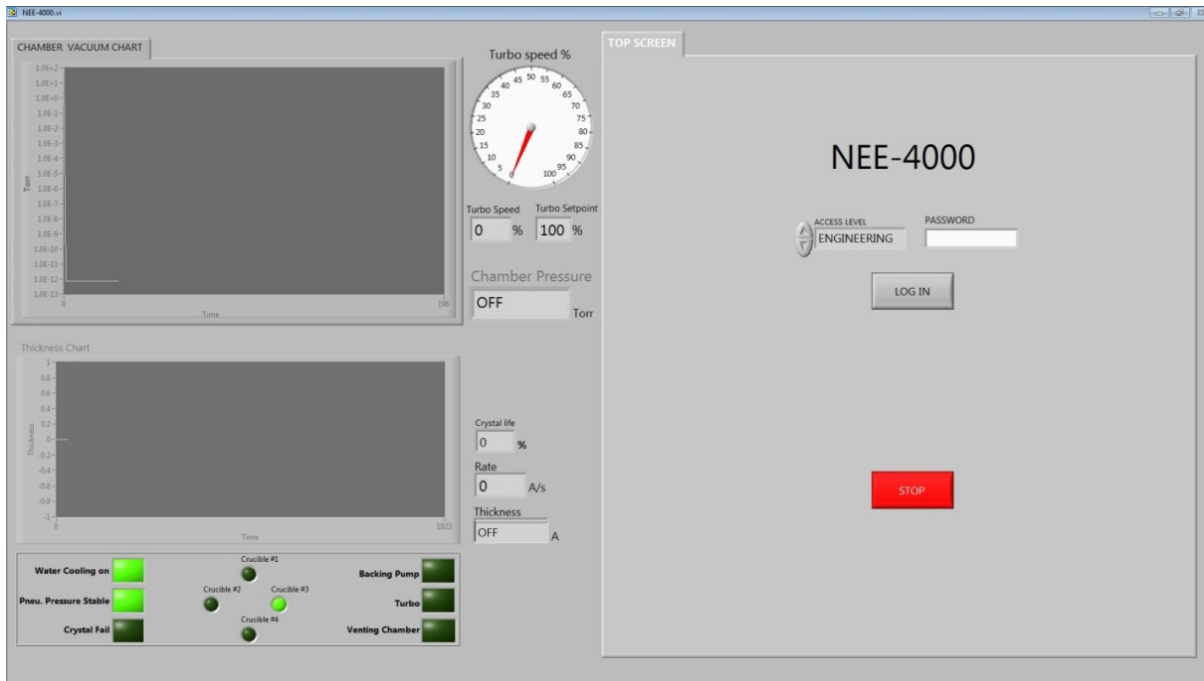 NEE-4000.vi
CHAMBER VACUUM CHART
1.0E+2
1.0E+1
1.0E+0
1.0E-1
1.0E-2
1.0E-3
1.0E-4
1.0E-5
1.0E-6
1.0E-7
1.0E-8
1.0E-9
1.0E-10
1.0E-11
1.0E-12
1.0E-13
Torr
0
196
Time
Turbo speed %
0
5
10
15
20
25
30
35
40
45
50
55
60
65
70
75
80
85
90
95
100
Turbo Speed
0 %
Turbo Setpoint
100 %
Chamber Pressure
OFF
Torr
Thickness Chart
1
0.8
0.6
0.4
0.2
0
-0.2
-0.4
-0.6
-0.8
-1
Thickness
0
1023
Time
Crystal life
0 %
Rate
0 A/s
Thickness
OFF
A
Water Cooling on
Pneu. Pressure Stable
Crystal Fail
Crucible #1
Crucible #2
Crucible #3
Crucible #4
Backing Pump
Turbo
Venting Chamber
TOP SCREEN
NEE-4000
ACCESS LEVEL
ENGINEERING
PASSWORD
LOG IN
STOP